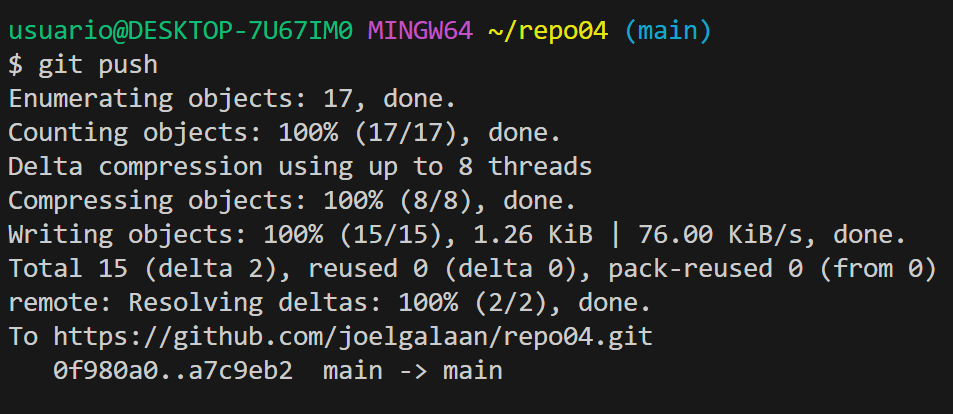 usuario@DESKTOP-7U67IM0 MINGW64 ~/repo04 (main)
$ git push
Enumerating objects: 17, done.
Counting objects: 100% (17/17), done.
Delta compression using up to 8 threads
Compressing objects: 100% (8/8), done.
Writing objects: 100% (15/15), 1.26 KiB | 76.00 KiB/s, done.
Total 15 (delta 2), reused 0 (delta 0), pack-reused 0 (from 0)
remote: Resolving deltas: 100% (2/2), done.
To https://github.com/joelgalaan/repo04.git
   0f980a0..a7c9eb2  main -> main